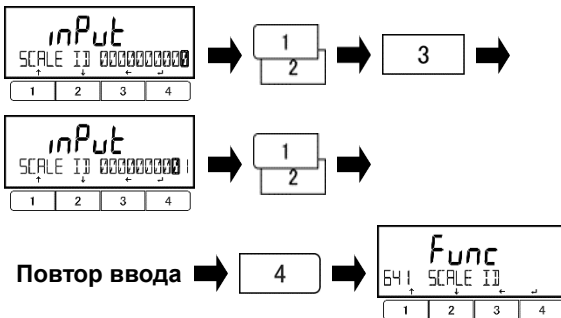 inPut
SCALE ID 0000000000
↑ ↓ ← ↵
1 2 3 4
1
2
3
inPut
SCALE ID 0000000001
↑ ↓ ← ↵
1 2 3 4
1
2
Повтор ввода
4
Func
641 SCALE ID
↑ ↓ ← ↵
1 2 3 4